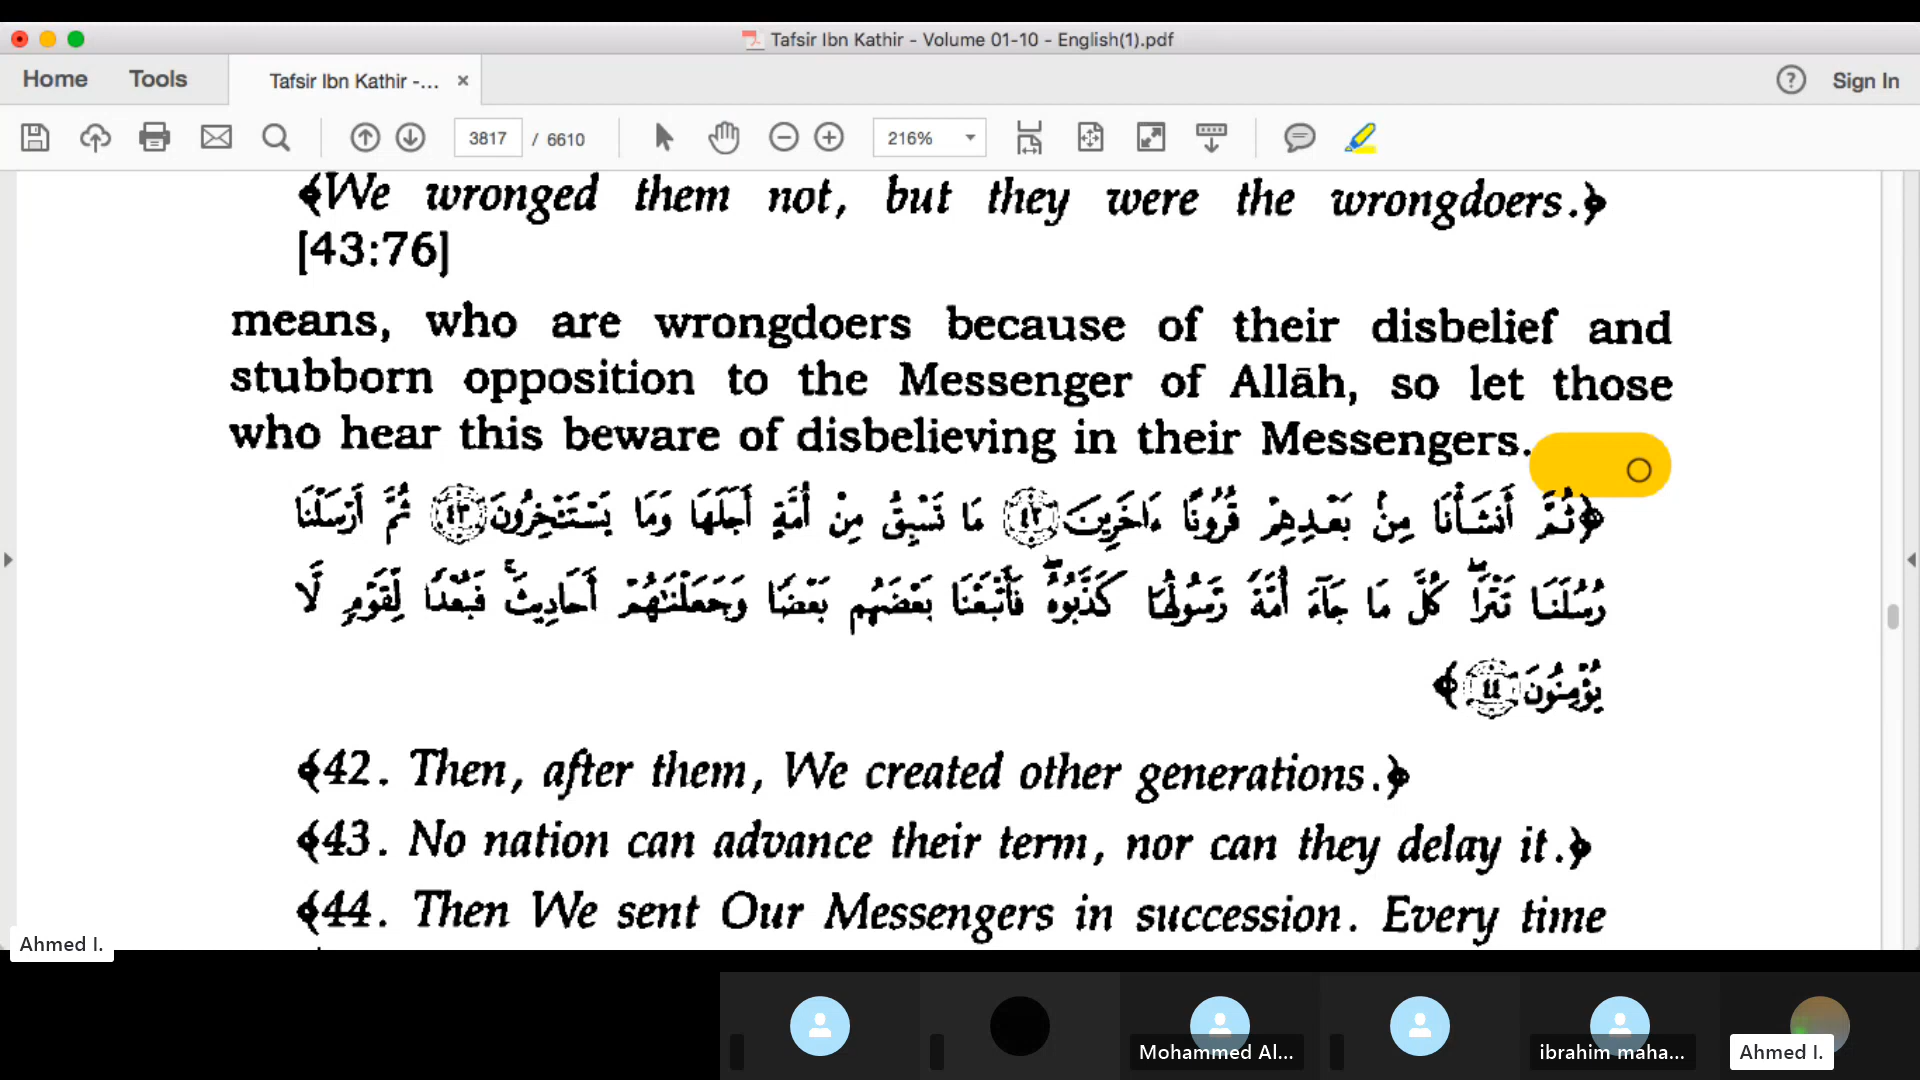 Tafsir Ibn Kathir - Volume 01-10 - English(1).pdf
Home Tools Tafsir Ibn Kathir -... × ? Sign In
3817 / 6610 216%
﴾We wronged them not, but they were the wrongdoers.﴿
[43:76]
means, who are wrongdoers because of their disbelief and
stubborn opposition to the Messenger of Allāh, so let those
who hear this beware of disbelieving in their Messengers.
﴿ثُمَّ أَنشَأْنَا مِنۢ بَعْدِهِمْ قُرُونًا ءَاخَرِينَ ٤٢ مَا تَسْبِقُ مِنْ أُمَّةٍ أَجَلَهَا وَمَا يَسْتَـْٔخِرُونَ ٤٣ ثُمَّ أَرْسَلْنَا
رُسُلَنَا تَتْرَا ۖ كُلَّ مَا جَآءَ أُمَّةً رَّسُولُهَا كَذَّبُوهُ ۚ فَأَتْبَعْنَا بَعْضَهُم بَعْضًا وَجَعَلْنَٰهُمْ أَحَادِيثَ ۚ فَبُعْدًا لِّقَوْمٍ لَّا
يُؤْمِنُونَ ٤٤﴾
﴾42. Then, after them, We created other generations.﴿
﴾43. No nation can advance their term, nor can they delay it.﴿
﴾44. Then We sent Our Messengers in succession. Every time
Ahmed I.
Mohammed Al...
ibrahim maha...
Ahmed I.